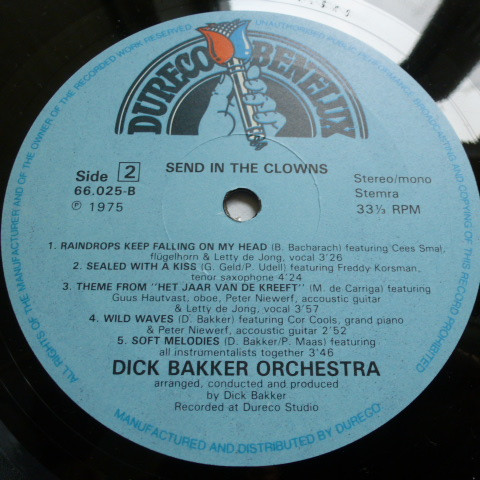 DURECO BENELUX
SEND IN THE CLOWNS
Side 2
66.025-B
℗ 1975
Stereo/mono
Stemra
33⅓ RPM
1. RAINDROPS KEEP FALLING ON MY HEAD (B. Bacharach) featuring Cees Smal,
flügelhorn & Letty de Jong, vocal 3'26
2. SEALED WITH A KISS (G. Geld/P. Udell) featuring Freddy Korsman,
tenor saxophone 4'24
3. THEME FROM "HET JAAR VAN DE KREEFT" (M. de Carriga) featuring
Guus Hautvast, oboe, Peter Niewerf, accoustic guitar
& Letty de Jong, vocal 3'57
4. WILD WAVES (D. Bakker) featuring Cor Cools, grand piano
& Peter Niewerf, accoustic guitar 2'52
5. SOFT MELODIES (D. Bakker/P. Maas) featuring
all instrumentalists together 3'46
DICK BAKKER ORCHESTRA
arranged, conducted and produced
by Dick Bakker
Recorded at Dureco Studio
MANUFACTURED AND DISTRIBUTED BY DURECO
ALL RIGHTS OF THE MANUFACTURER AND OF THE OWNER OF THE RECORDED WORK RESERVED
UNAUTHORISED PUBLIC PERFORMANCE BROADCASTING AND COPYING OF THIS RECORD PROHIBITED